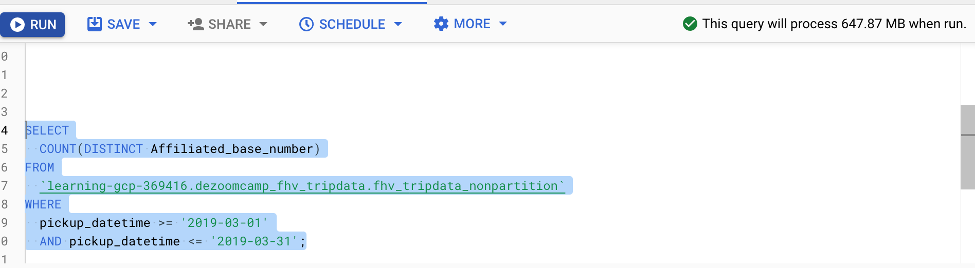 RUN SAVE SHARE SCHEDULE MORE This query will process 647.87 MB when run.
0
1
2
3
4 SELECT
5 COUNT(DISTINCT Affiliated_base_number)
6 FROM
7 `learning-gcp-369416.dezoomcamp_fhv_tripdata.fhv_tripdata_nonpartition`
8 WHERE
9 pickup_datetime >= '2019-03-01'
0 AND pickup_datetime <= '2019-03-31';
1